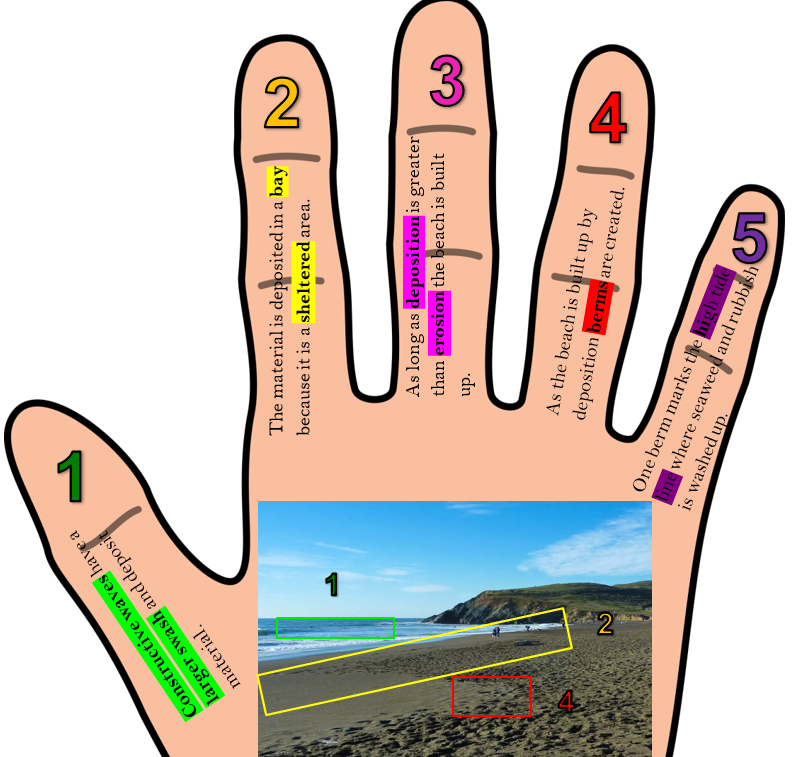 1
Constructive waves have a
larger swash and deposit
material.
2
The material is deposited in a bay
because it is a sheltered area.
3
As long as deposition is greater
than erosion the beach is built
up.
4
As the beach is built up by
deposition berms are created.
5
One berm marks the high tide
line where seaweed and rubbish
is washed up.
1
2
4